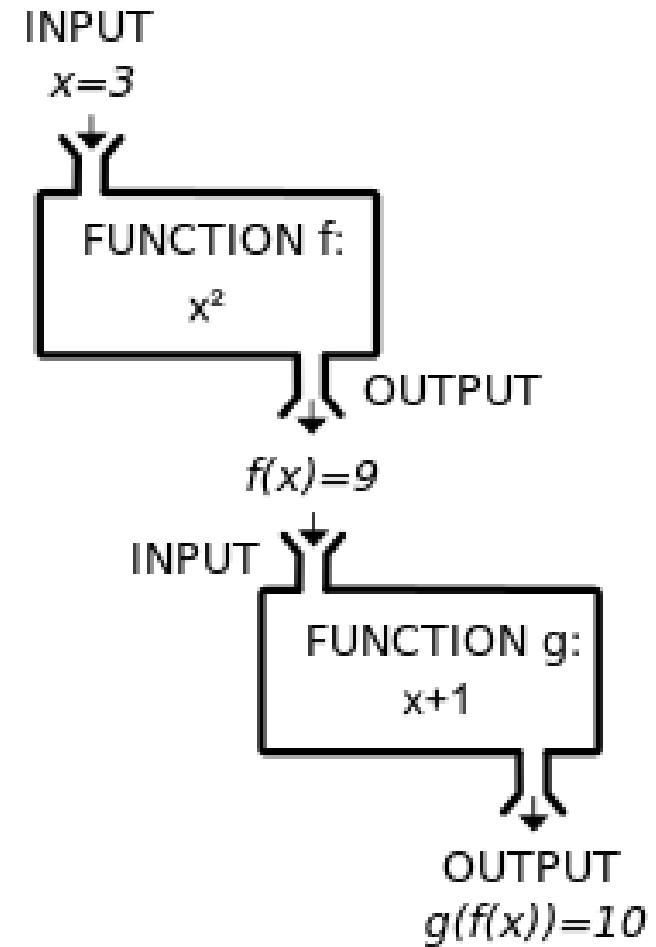 INPUT
x=3
FUNCTION f:
x²
OUTPUT
f(x)=9
INPUT
FUNCTION g:
x+1
OUTPUT
g(f(x))=10